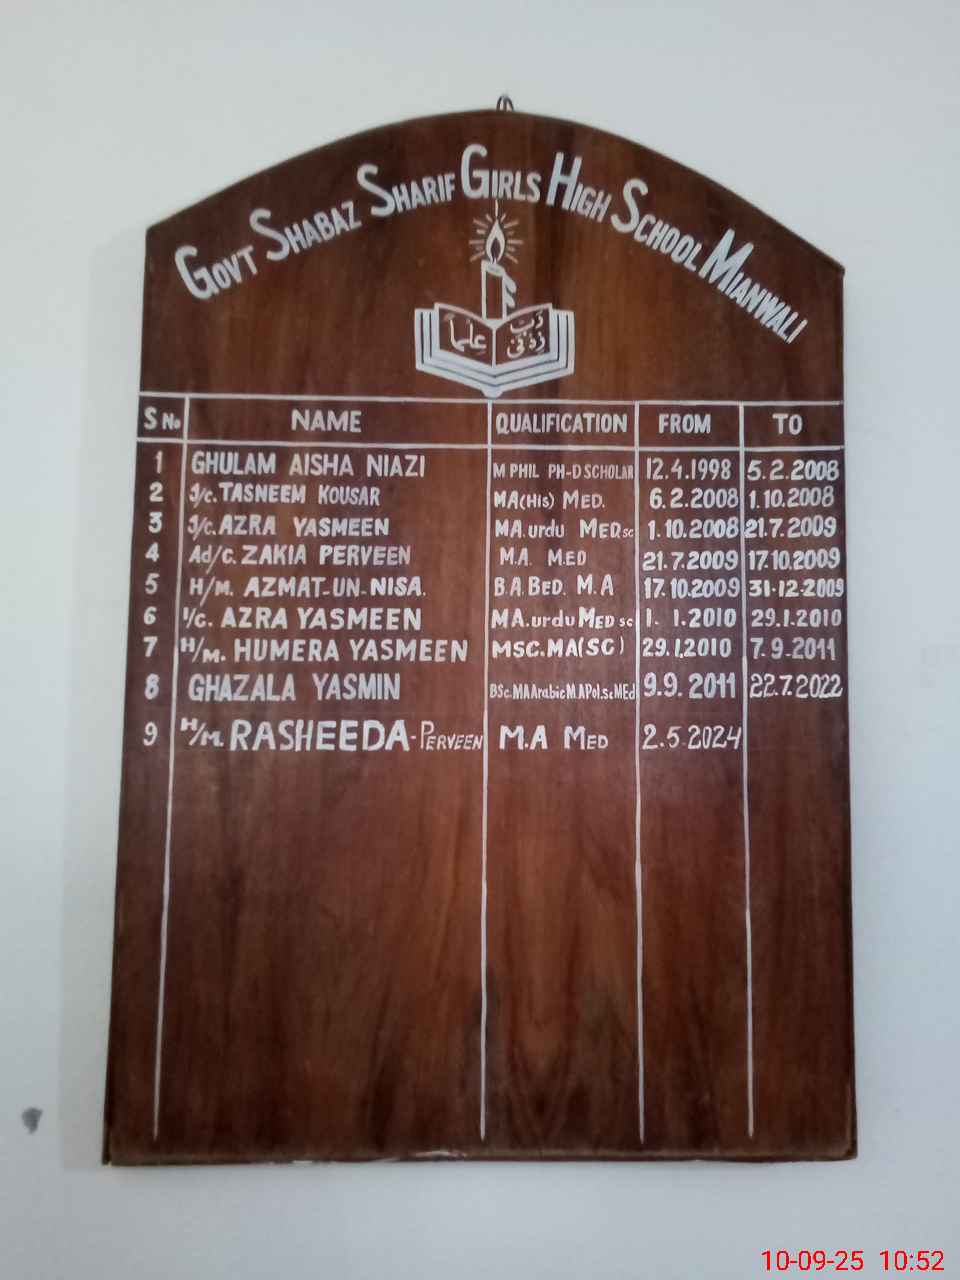 GOVT SHABAZ SHARIF GIRLS HIGH SCHOOL MIANWALI
رَبِّ زِدْنِی عِلْماً
S No NAME QUALIFICATION FROM TO
1 GHULAM AISHA NIAZI M PHIL PH-D SCHOLAR 12.4.1998 5.2.2008
2 I/c. TASNEEM KOUSAR MA(His) MED. 6.2.2008 1.10.2008
3 I/c. AZRA YASMEEN MA.urdu MED.sc 1.10.2008 21.7.2009
4 Ad/c. ZAKIA PERVEEN M.A. M.ED 21.7.2009 17.10.2009
5 H/M. AZMAT-UN-NISA. B.A BED. M.A 17.10.2009 31-12-2009
6 I/c. AZRA YASMEEN MA.urdu MED sc 1.1.2010 29.1.2010
7 H/M. HUMERA YASMEEN MSC.MA(SC) 29.1.2010 7.9.2011
8 GHAZALA YASMIN BSc.MAArabic MAPol.sc MEd 9.9.2011 22.7.2022
9 H/M. RASHEEDA-PERVEEN M.A MED 2.5.2024
10-09-25 10:52